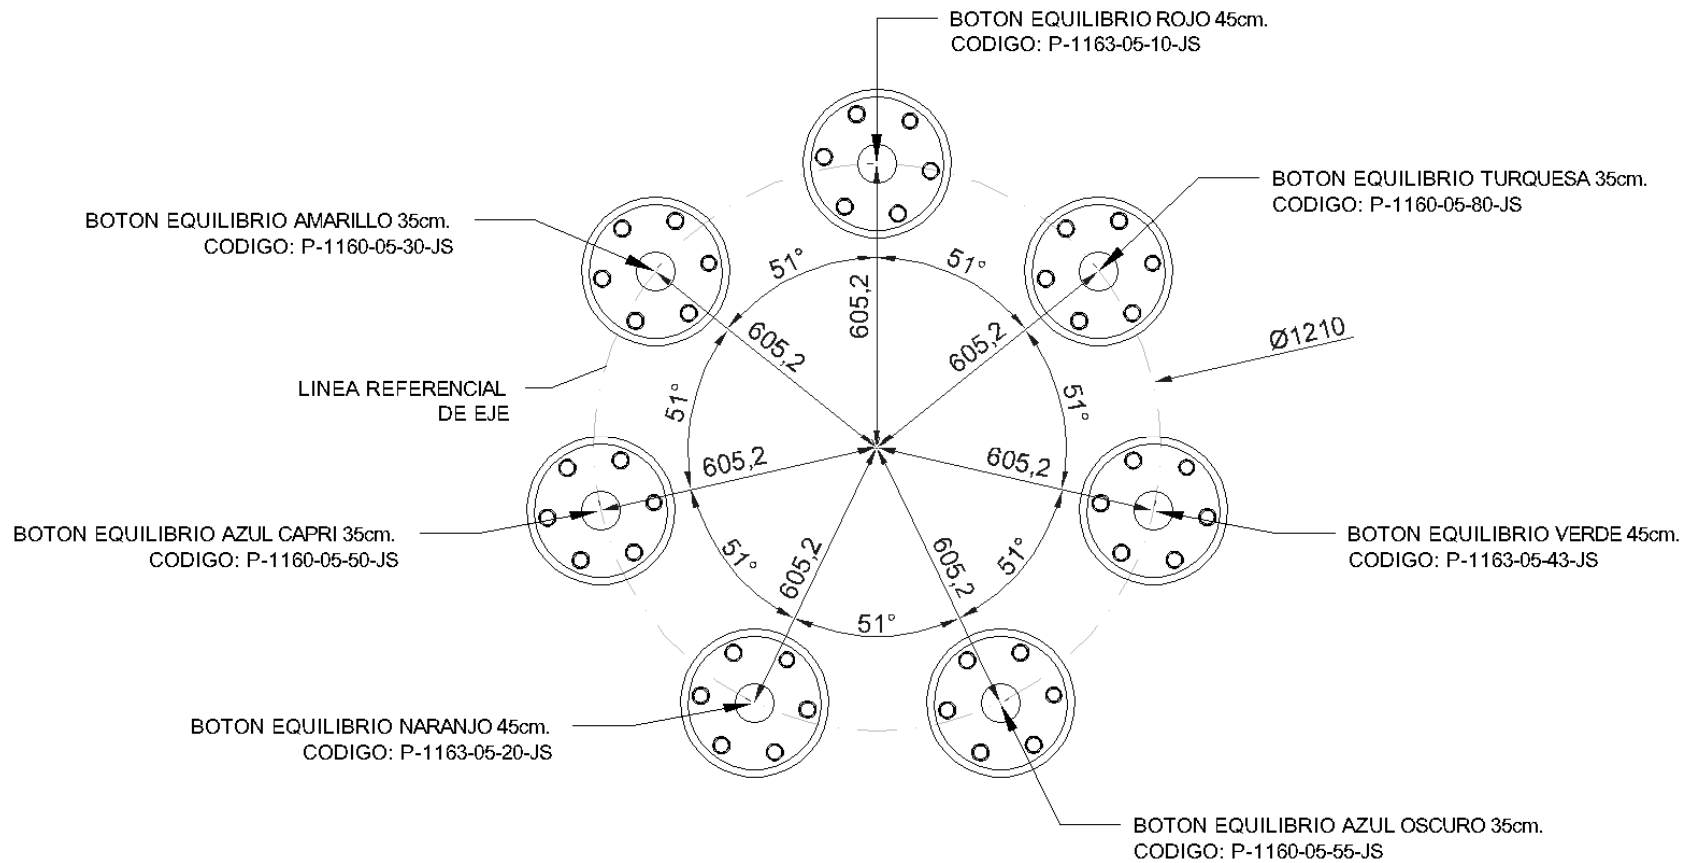 BOTON EQUILIBRIO ROJO 45cm.
CODIGO: P-1163-05-10-JS
BOTON EQUILIBRIO TURQUESA 35cm.
CODIGO: P-1160-05-80-JS
BOTON EQUILIBRIO AMARILLO 35cm.
CODIGO: P-1160-05-30-JS
51°
51°
605,2
605,2
605,2
Ø1210
LINEA REFERENCIAL
DE EJE
51°
51°
605,2
605,2
BOTON EQUILIBRIO AZUL CAPRI 35cm.
CODIGO: P-1160-05-50-JS
BOTON EQUILIBRIO VERDE 45cm.
CODIGO: P-1163-05-43-JS
51°
605,2
605,2
51°
51°
BOTON EQUILIBRIO NARANJO 45cm.
CODIGO: P-1163-05-20-JS
BOTON EQUILIBRIO AZUL OSCURO 35cm.
CODIGO: P-1160-05-55-JS